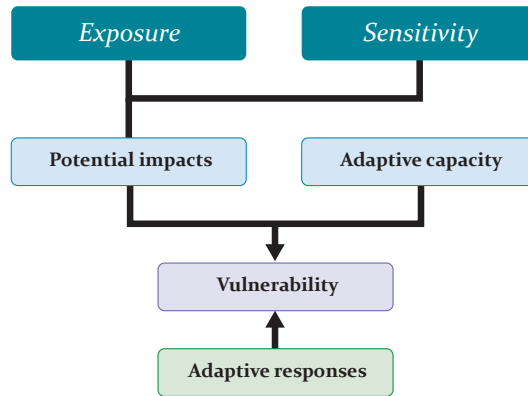 Exposure
Sensitivity
Potential impacts
Adaptive capacity
Vulnerability
Adaptive responses